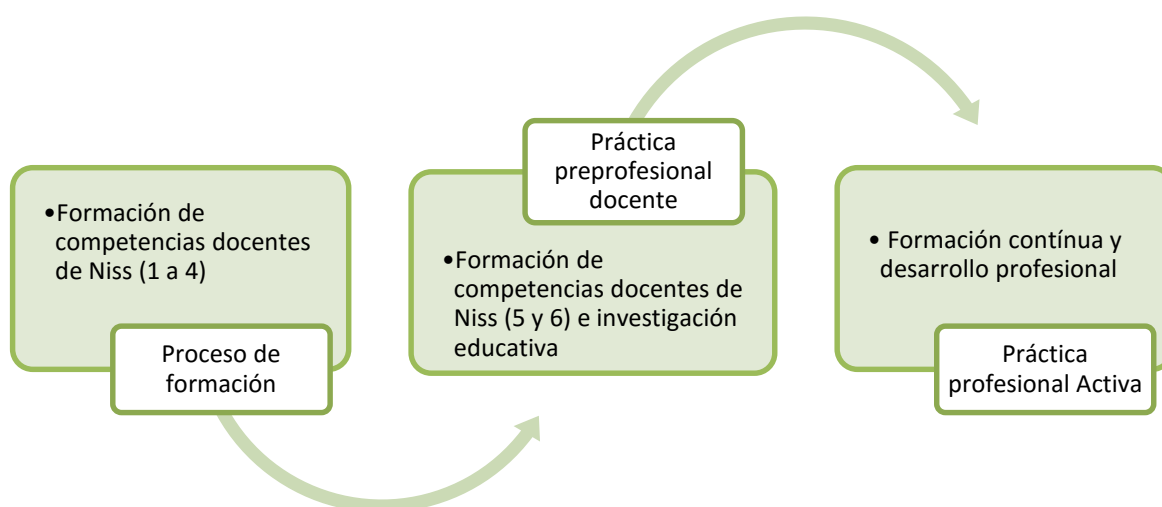 •Formación de
competencias docentes
de Niss (1 a 4)
Proceso de
formación
Práctica
preprofesional
docente
•Formación de
competencias docentes de
Niss (5 y 6) e investigación
educativa
• Formación contínua y
desarrollo profesional
Práctica
profesional Activa